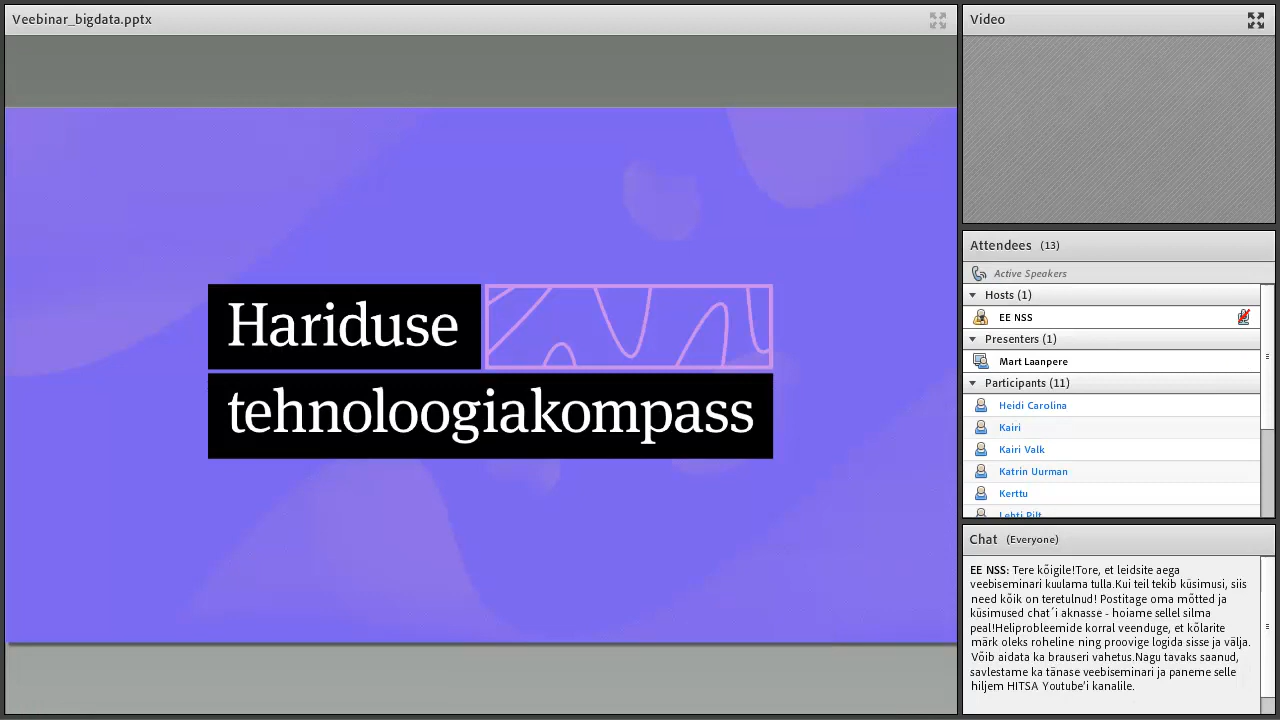 Veebinar_bigdata.pptx
Hariduse
tehnoloogiakompass
Video
Attendees (13)
Active Speakers
Hosts (1)
EE NSS
Presenters (1)
Mart Laanpere
Participants (11)
Heidi Carolina
Kairi
Kairi Valk
Katrin Uurman
Kerttu
Lehti Pilt
Chat (Everyone)
EE NSS: Tere kõigile!Tore, et leidsite aega
veebiseminari kuulama tulla.Kui teil tekib küsimusi, siis
need kõik on teretulnud! Postitage oma mõtted ja
küsimused chat´i aknasse - hoiame sellel silma
peal!Heliprobleemide korral veenduge, et kõlarite
märk oleks roheline ning proovige logida sisse ja välja.
Võib aidata ka brauseri vahetus.Nagu tavaks saanud,
savlestame ka tänase veebiseminari ja paneme selle
hiljem HITSA Youtube'i kanalile.